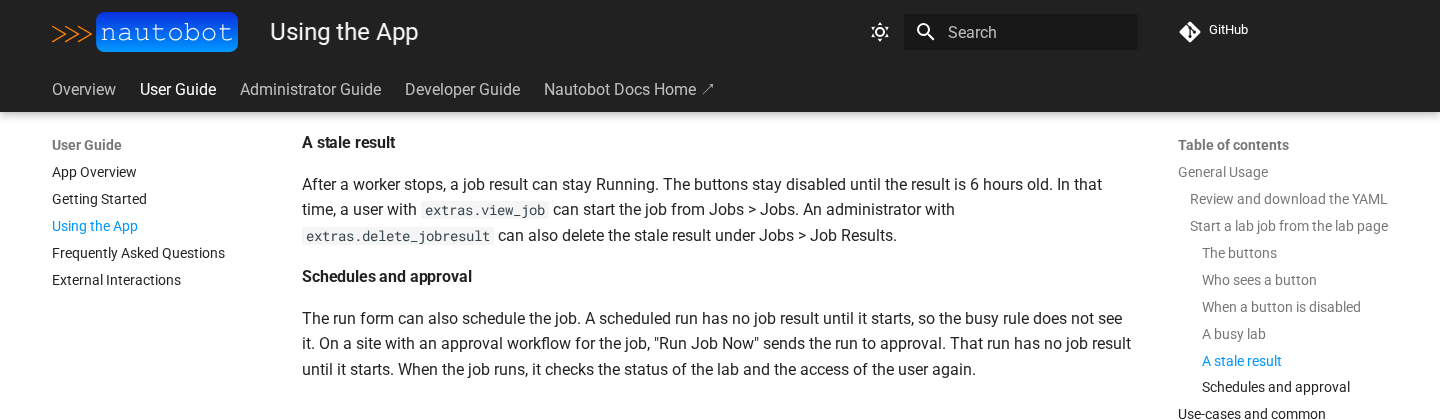 >>> nautobot
Using the App
Search
GitHub
Overview
User Guide
Administrator Guide
Developer Guide
Nautobot Docs Home ↗
User Guide
App Overview
Getting Started
Using the App
Frequently Asked Questions
External Interactions
A stale result
After a worker stops, a job result can stay Running. The buttons stay disabled until the result is 6 hours old. In that
time, a user with extras.view_job can start the job from Jobs > Jobs. An administrator with
extras.delete_jobresult can also delete the stale result under Jobs > Job Results.
Schedules and approval
The run form can also schedule the job. A scheduled run has no job result until it starts, so the busy rule does not see
it. On a site with an approval workflow for the job, "Run Job Now" sends the run to approval. That run has no job result
until it starts. When the job runs, it checks the status of the lab and the access of the user again.
Table of contents
General Usage
Review and download the YAML
Start a lab job from the lab page
The buttons
Who sees a button
When a button is disabled
A busy lab
A stale result
Schedules and approval
Use-cases and common